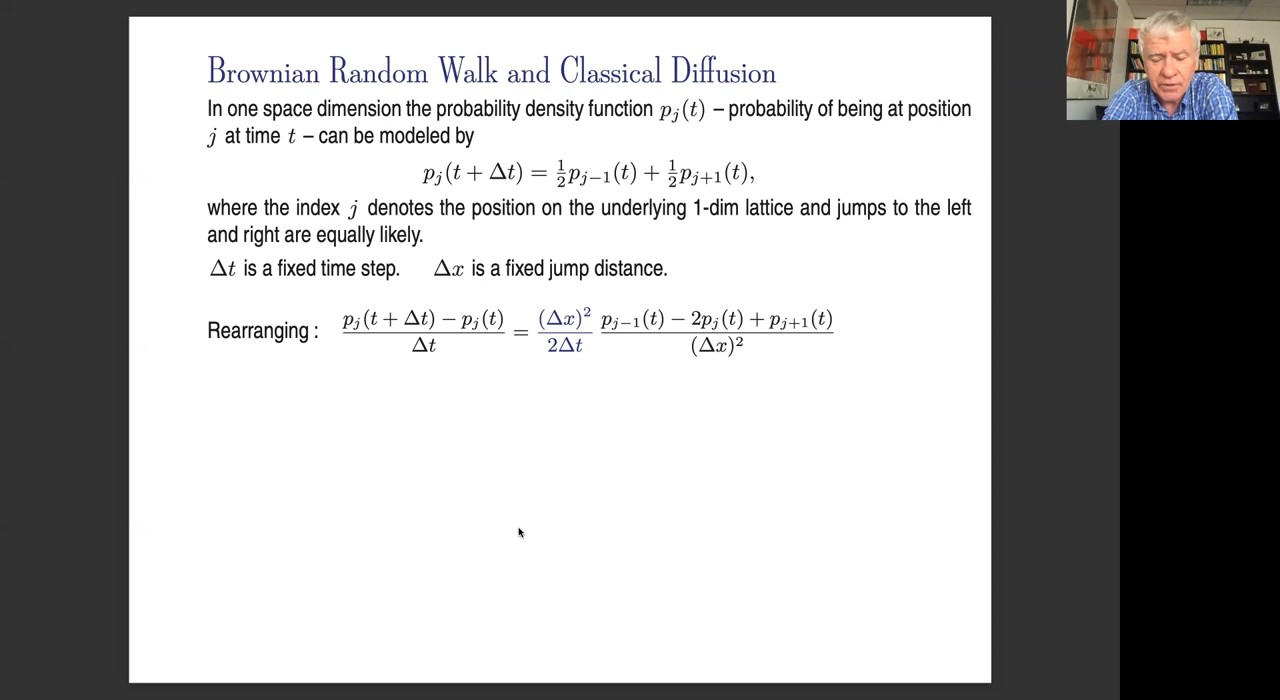 Brownian Random Walk and Classical Diffusion
In one space dimension the probability density function p_j(t) – probability of being at position
j at time t – can be modeled by
p_j(t + Δt) = ½p_{j−1}(t) + ½p_{j+1}(t),
where the index j denotes the position on the underlying 1-dim lattice and jumps to the left
and right are equally likely.
Δt is a fixed time step. Δx is a fixed jump distance.
Rearranging : (p_j(t + Δt) − p_j(t))/Δt = (Δx)²/2Δt (p_{j−1}(t) − 2p_j(t) + p_{j+1}(t))/(Δx)²